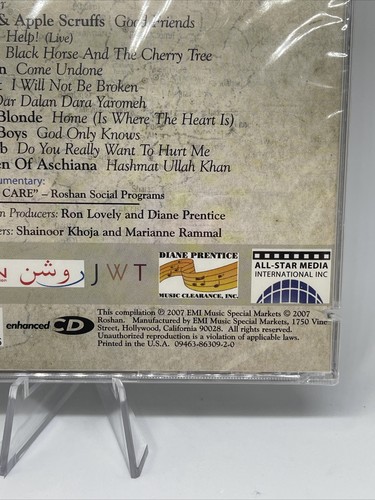 & Apple Scruffs Good Friends
Help! (Live)
Black Horse And The Cherry Tree
Come Undone
I Will Not Be Broken
Dar Dalan Dara Yaromeh
Blonde Home (Is Where The Heart Is)
Boys God Only Knows
Do You Really Want To Hurt Me
en Of Aschiana Hashmat Ullah Khan
cumentary:
CARE" – Roshan Social Programs
n Producers: Ron Lovely and Diane Prentice
ers: Shainoor Khoja and Marianne Rammal
N روشن JWT
DIANE PRENTICE
MUSIC CLEARANCE, INC.
ALL-STAR MEDIA
INTERNATIONAL INC
enhanced CD
This compilation ℗ 2007 EMI Music Special Markets © 2007
Roshan. Manufactured by EMI Music Special Markets, 1750 Vine
Street, Hollywood, California 90028. All rights reserved.
Unauthorized reproduction is a violation of applicable laws.
Printed in the U.S.A. 09463-86309-2-0